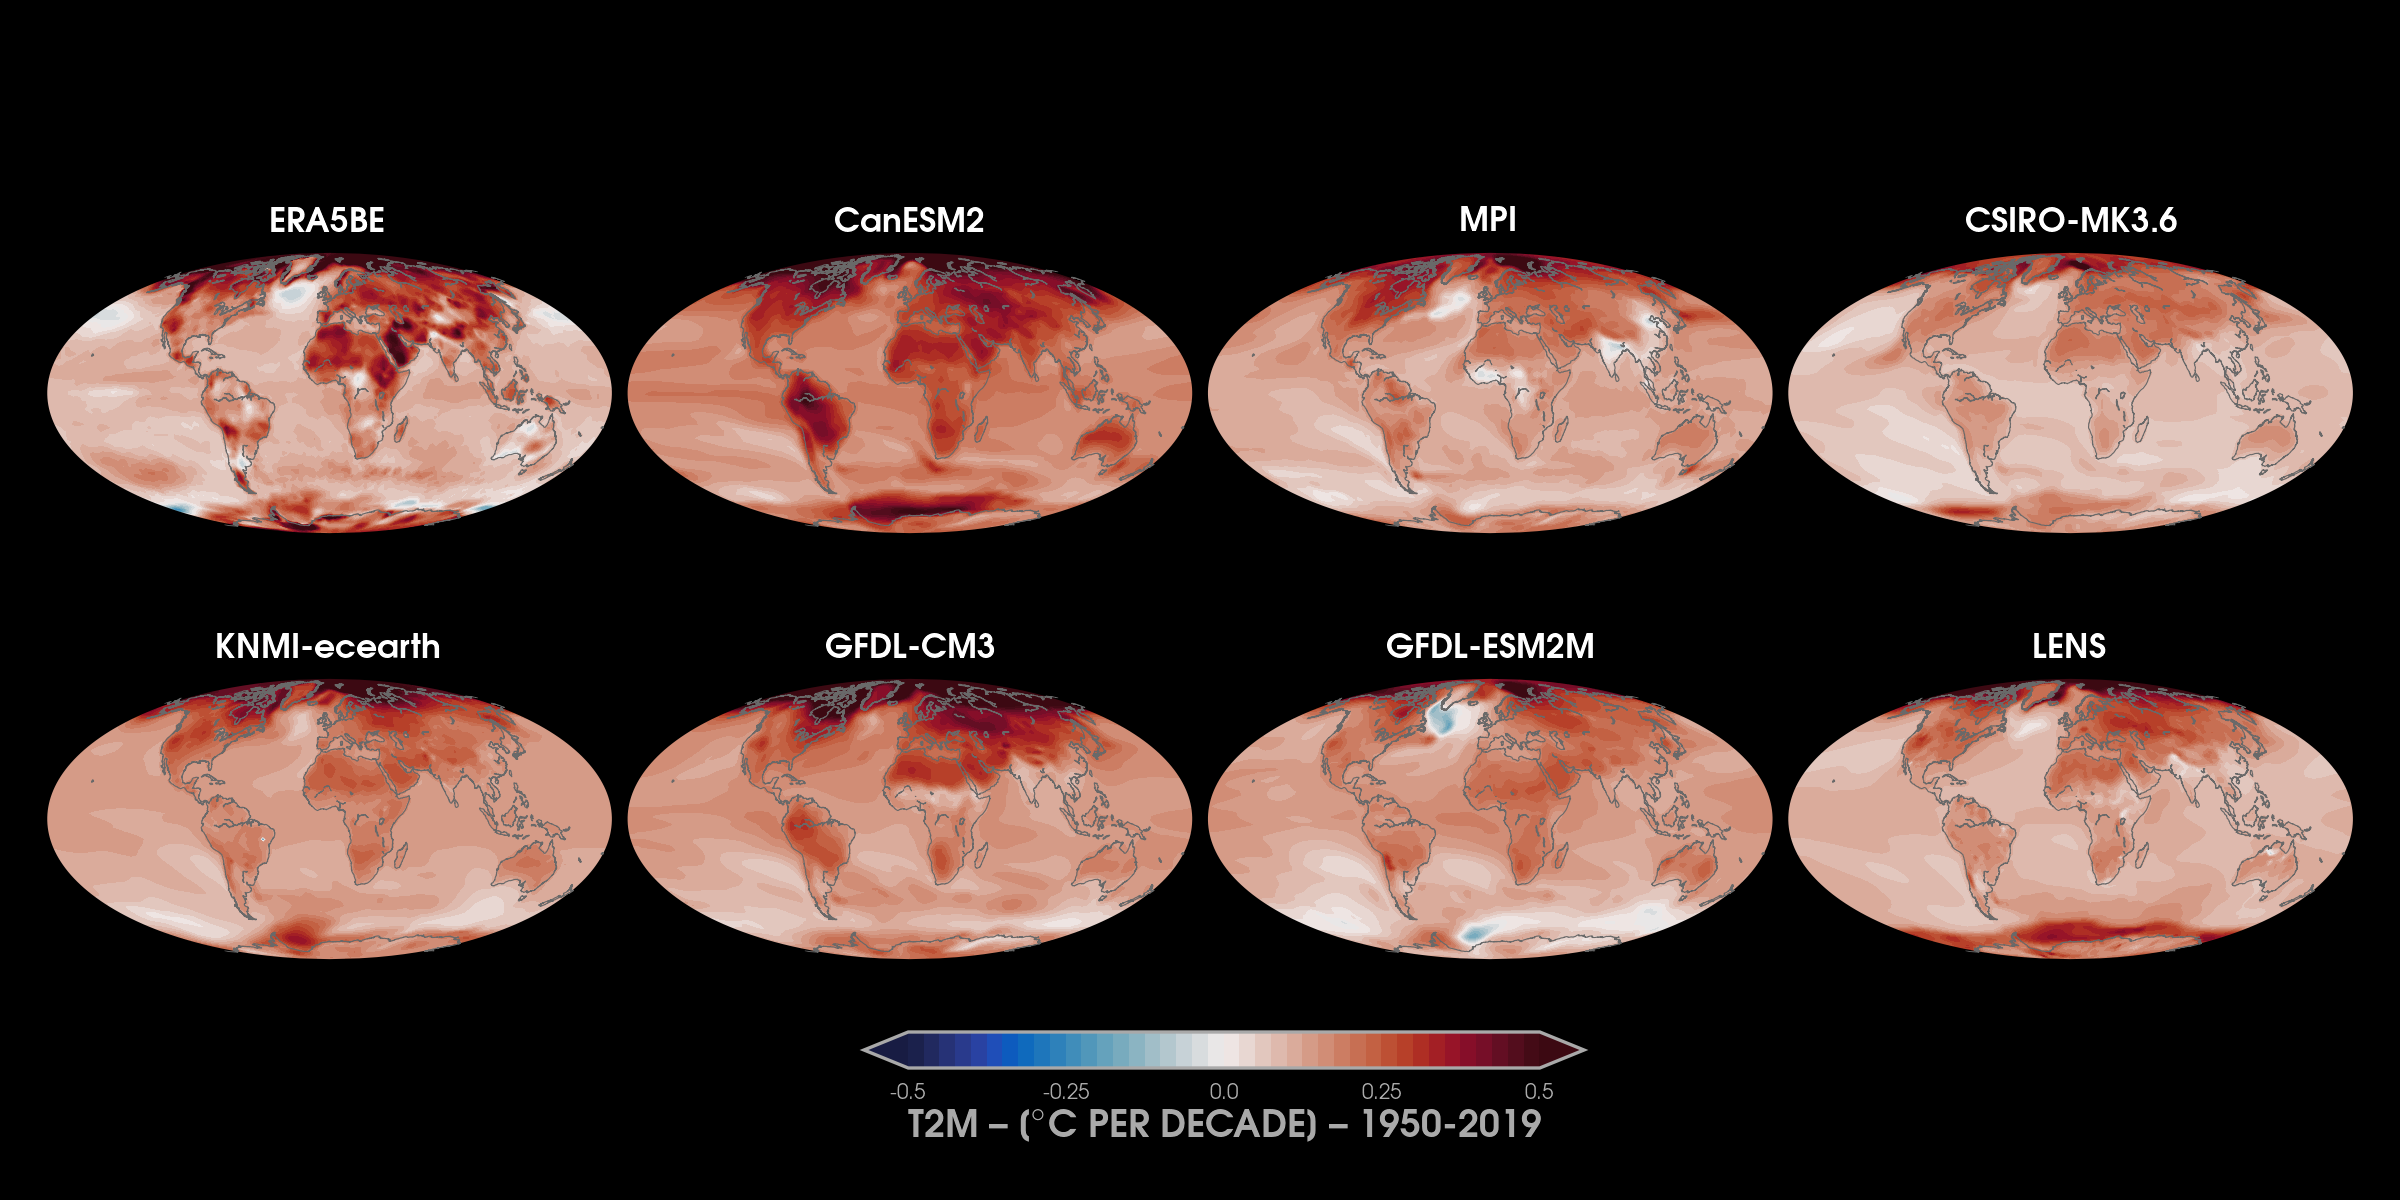 ERA5BE
CanESM2
MPI
CSIRO-MK3.6
KNMI-ecearth
GFDL-CM3
GFDL-ESM2M
LENS
-0.5 -0.25 0.0 0.25 0.5
T2M – (°C PER DECADE) – 1950-2019